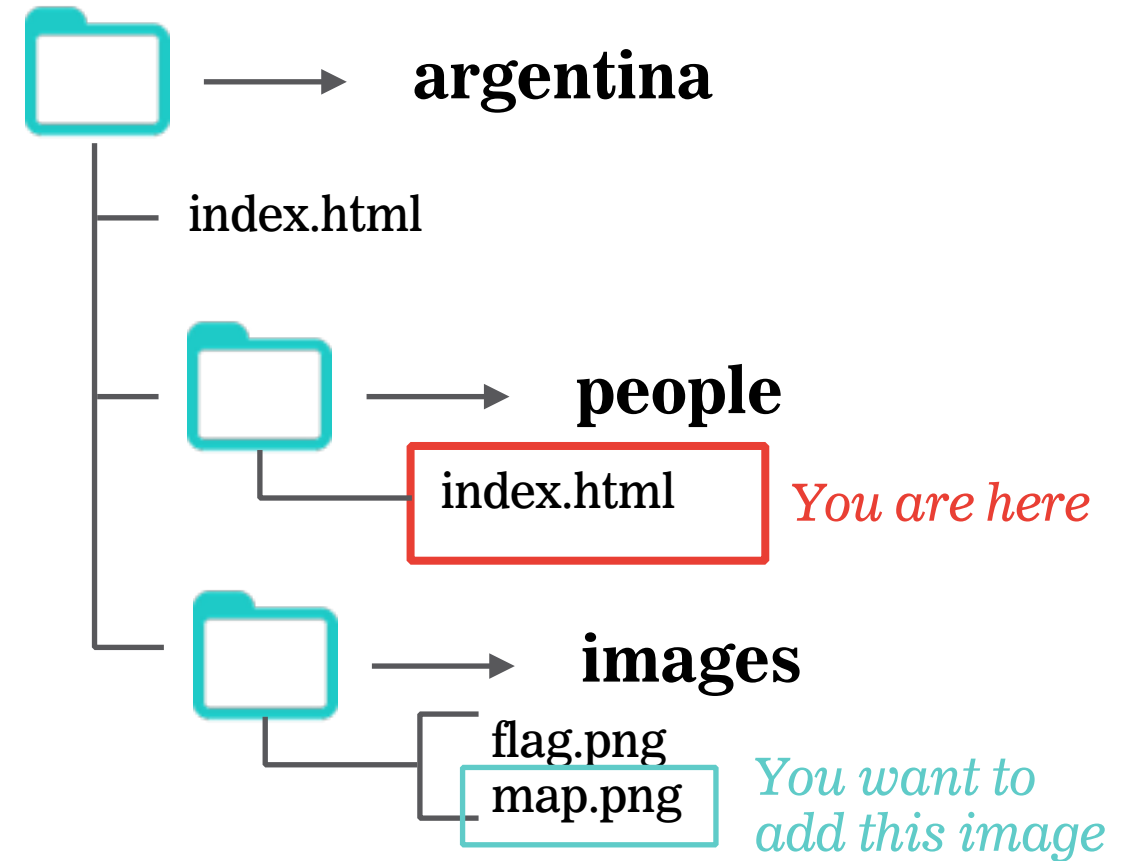 argentina
index.html
people
index.html
You are here
images
flag.png
map.png
You want to
add this image